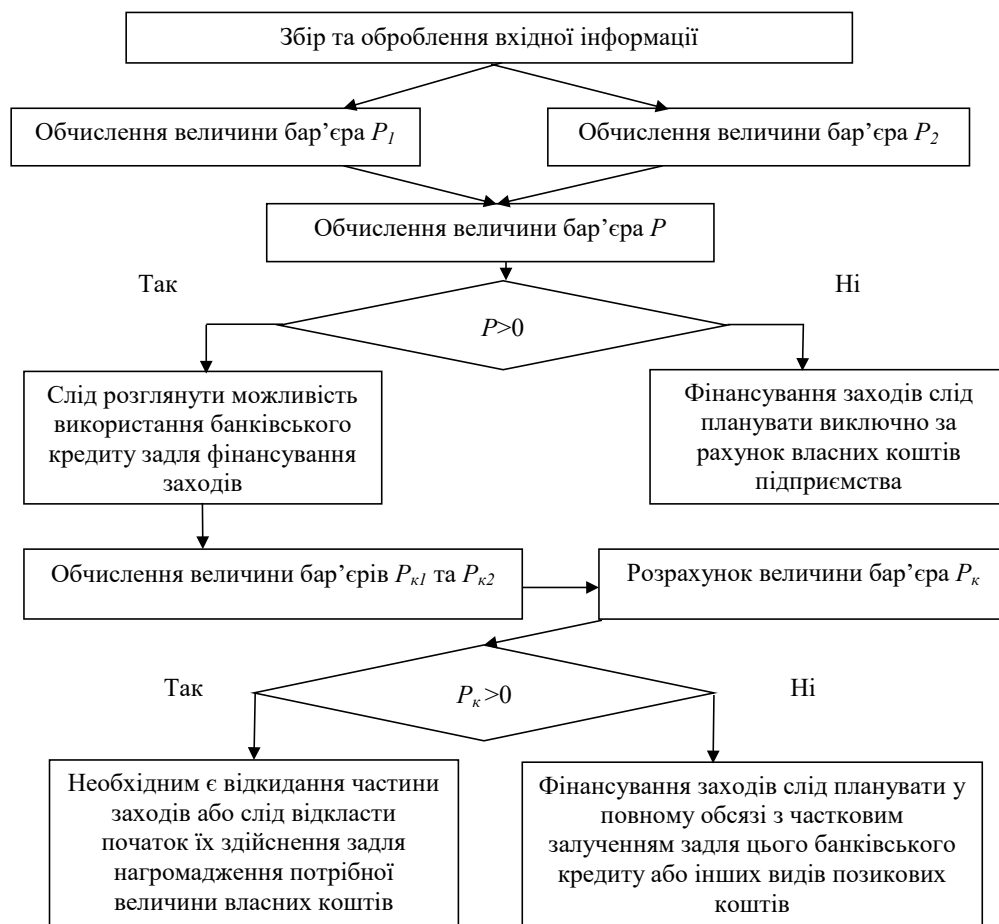 Збір та оброблення вхідної інформації
Обчислення величини бар’єра P1
Обчислення величини бар’єра P2
Обчислення величини бар’єра P
Так
Ні
P>0
Слід розглянути можливість
використання банківського
кредиту задля фінансування
заходів
Фінансування заходів слід
планувати виключно за
рахунок власних коштів
підприємства
Обчислення величини бар’єрів Pк1 та Pк2
Розрахунок величини бар’єра Pк
Так
Ні
Pк >0
Необхідним є відкидання частини
заходів або слід відкласти
початок їх здійснення задля
нагромадження потрібної
величини власних коштів
Фінансування заходів слід планувати у
повному обсязі з частковим
залученням задля цього банківського
кредиту або інших видів позикових
коштів